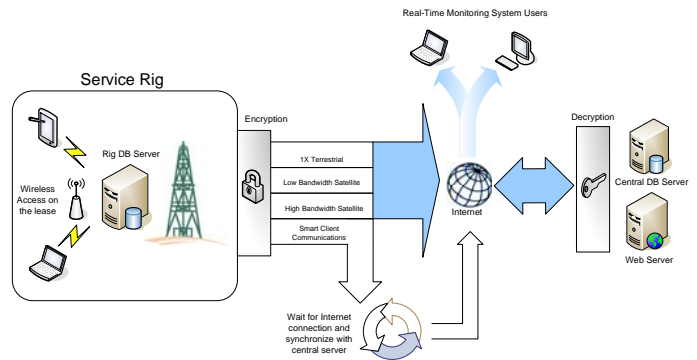 Real-Time Monitoring System Users
Service Rig
Encryption
Decryption
Rig DB Server
1X Terrestrial
Wireless
Access on
the lease
Low Bandwidth Satellite
High Bandwidth Satellite
Smart Client
Communications
Internet
Central DB Server
Web Server
Wait for Internet
connection and
synchronize with
central server